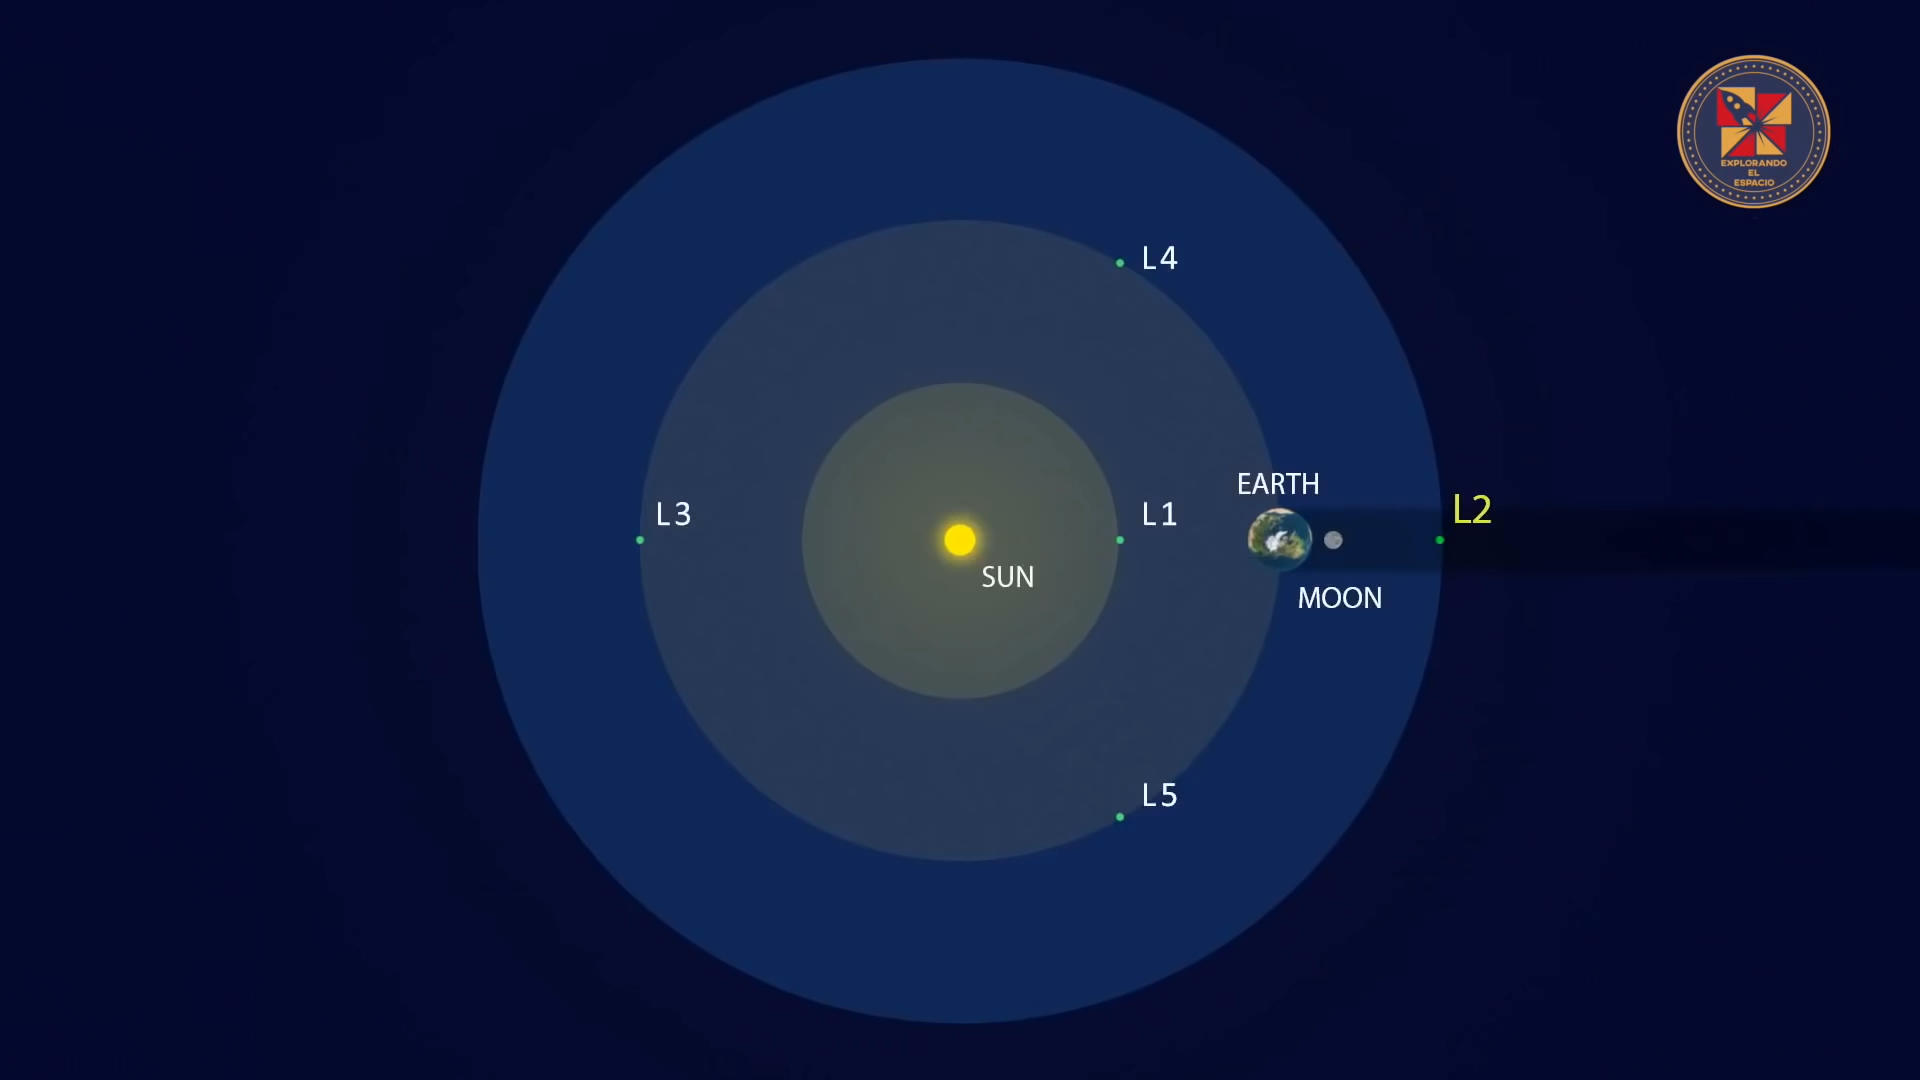 EXPLORANDO
EL
ESPACIO
L4
EARTH
L3
L1
L2
SUN
MOON
L5